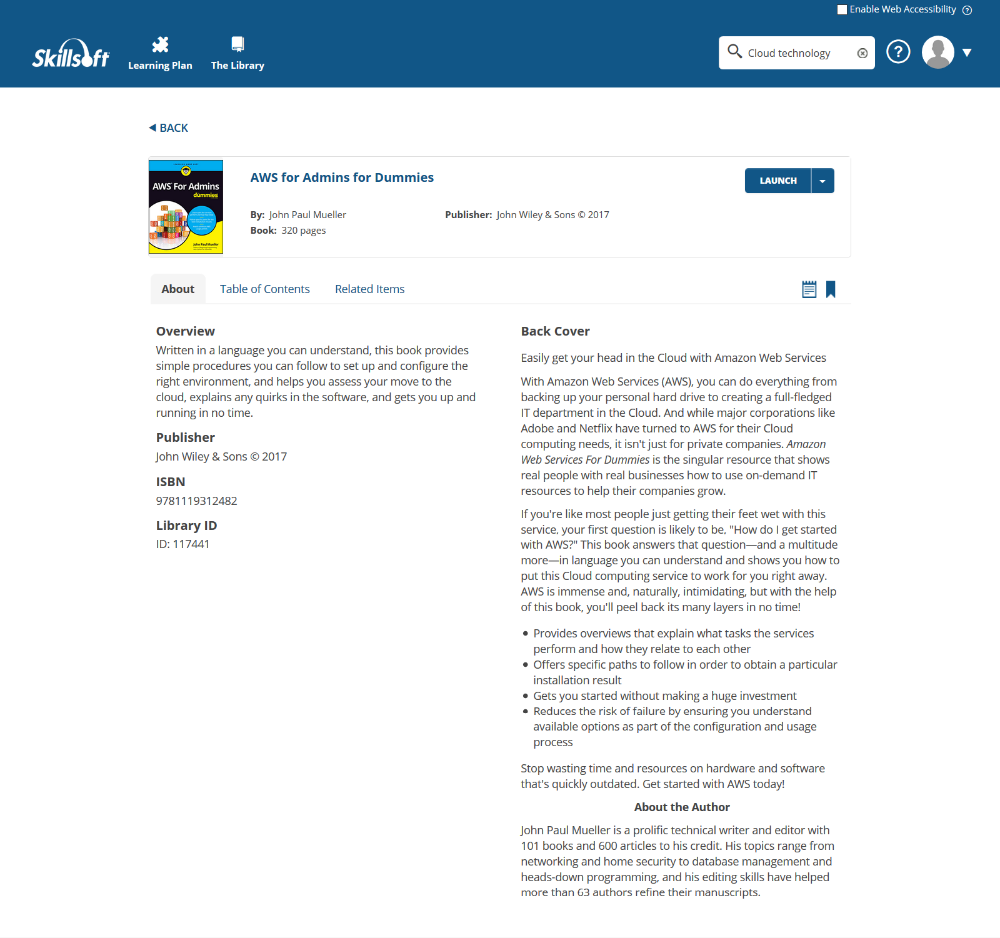 Enable Web Accessibility ?
Skillsoft
Learning Plan
The Library
Cloud technology
?
BACK
AWS For Admins
dummies
John Paul Mueller
AWS for Admins for Dummies
LAUNCH
By: John Paul Mueller
Publisher: John Wiley & Sons © 2017
Book: 320 pages
About
Table of Contents
Related Items
Overview
Written in a language you can understand, this book provides
simple procedures you can follow to set up and configure the
right environment, and helps you assess your move to the
cloud, explains any quirks in the software, and gets you up and
running in no time.
Publisher
John Wiley & Sons © 2017
ISBN
9781119312482
Library ID
ID: 117441
Back Cover
Easily get your head in the Cloud with Amazon Web Services
With Amazon Web Services (AWS), you can do everything from
backing up your personal hard drive to creating a full-fledged
IT department in the Cloud. And while major corporations like
Adobe and Netflix have turned to AWS for their Cloud
computing needs, it isn't just for private companies. Amazon
Web Services For Dummies is the singular resource that shows
real people with real businesses how to use on-demand IT
resources to help their companies grow.
If you're like most people just getting their feet wet with this
service, your first question is likely to be, "How do I get started
with AWS?" This book answers that question—and a multitude
more—in language you can understand and shows you how to
put this Cloud computing service to work for you right away.
AWS is immense and, naturally, intimidating, but with the help
of this book, you'll peel back its many layers in no time!
• Provides overviews that explain what tasks the services
perform and how they relate to each other
• Offers specific paths to follow in order to obtain a particular
installation result
• Gets you started without making a huge investment
• Reduces the risk of failure by ensuring you understand
available options as part of the configuration and usage
process
Stop wasting time and resources on hardware and software
that's quickly outdated. Get started with AWS today!
About the Author
John Paul Mueller is a prolific technical writer and editor with
101 books and 600 articles to his credit. His topics range from
networking and home security to database management and
heads-down programming, and his editing skills have helped
more than 63 authors refine their manuscripts.